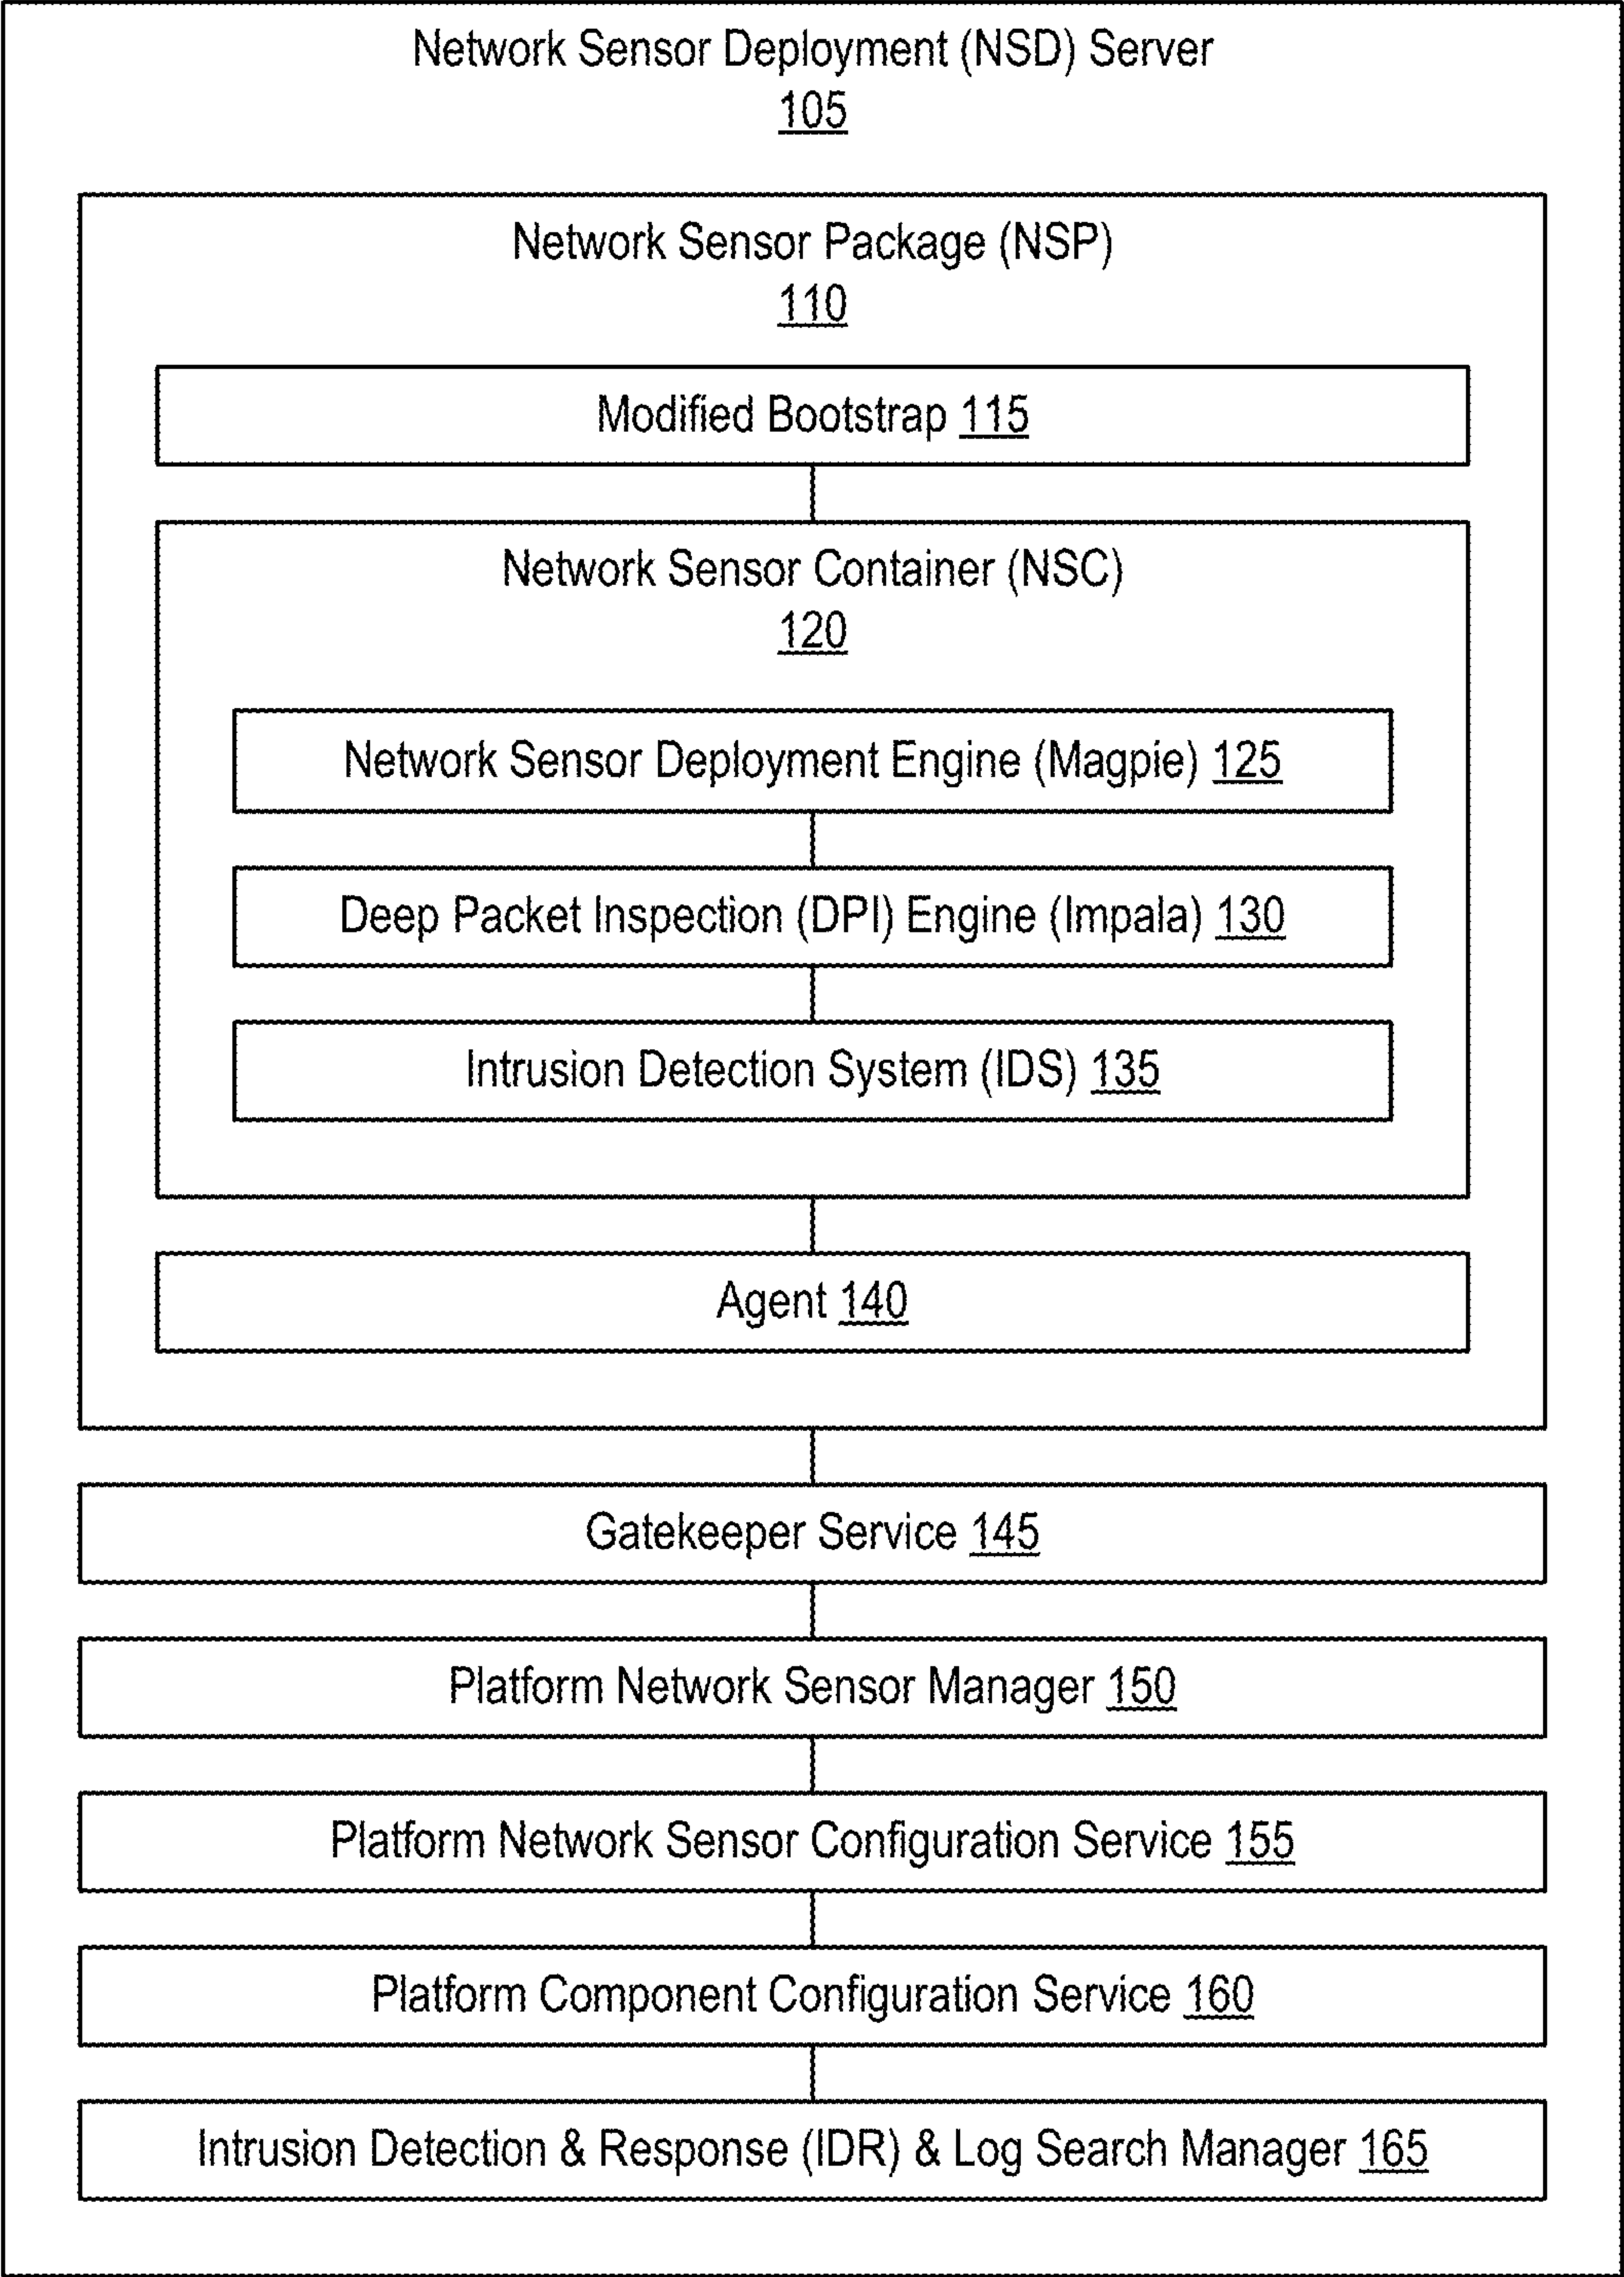 Network Sensor Deployment (NSD) Server
105
Network Sensor Package (NSP)
110
Modified Bootstrap 115
Network Sensor Container (NSC)
120
Network Sensor Deployment Engine (Magpie) 125
Deep Packet Inspection (DPI) Engine (Impala) 130
Intrusion Detection System (IDS) 135
Agent 140
Gatekeeper Service 145
Platform Network Sensor Manager 150
Platform Network Sensor Configuration Service 155
Platform Component Configuration Service 160
Intrusion Detection & Response (IDR) & Log Search Manager 165